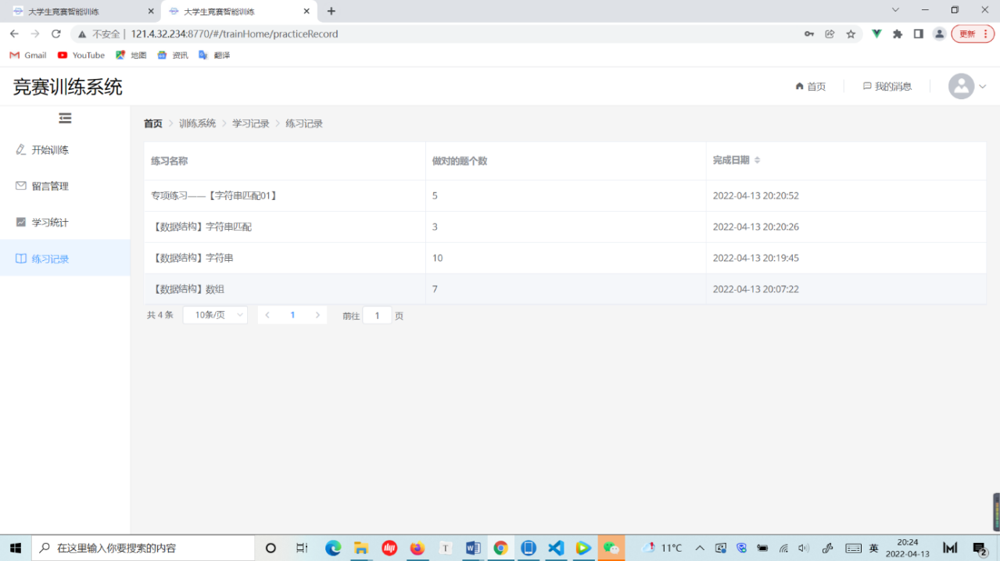 大学生竞赛智能训练
大学生竞赛智能训练
不安全 121.4.32.234:8770/#/trainHome/practiceRecord 更新
Gmail YouTube 地图 资讯 翻译
竞赛训练系统 首页 我的消息
首页 > 训练系统 > 学习记录 > 练习记录
开始训练
留言管理
学习统计
练习记录
练习名称 做对的题个数 完成日期
专项练习——【字符串匹配01】 5 2022-04-13 20:20:52
【数据结构】字符串匹配 3 2022-04-13 20:20:26
【数据结构】字符串 10 2022-04-13 20:19:45
【数据结构】数组 7 2022-04-13 20:07:22
共 4 条 10条/页 1 前往 1 页
在这里输入你要搜索的内容 11°C 英 20:24
2022-04-13 2